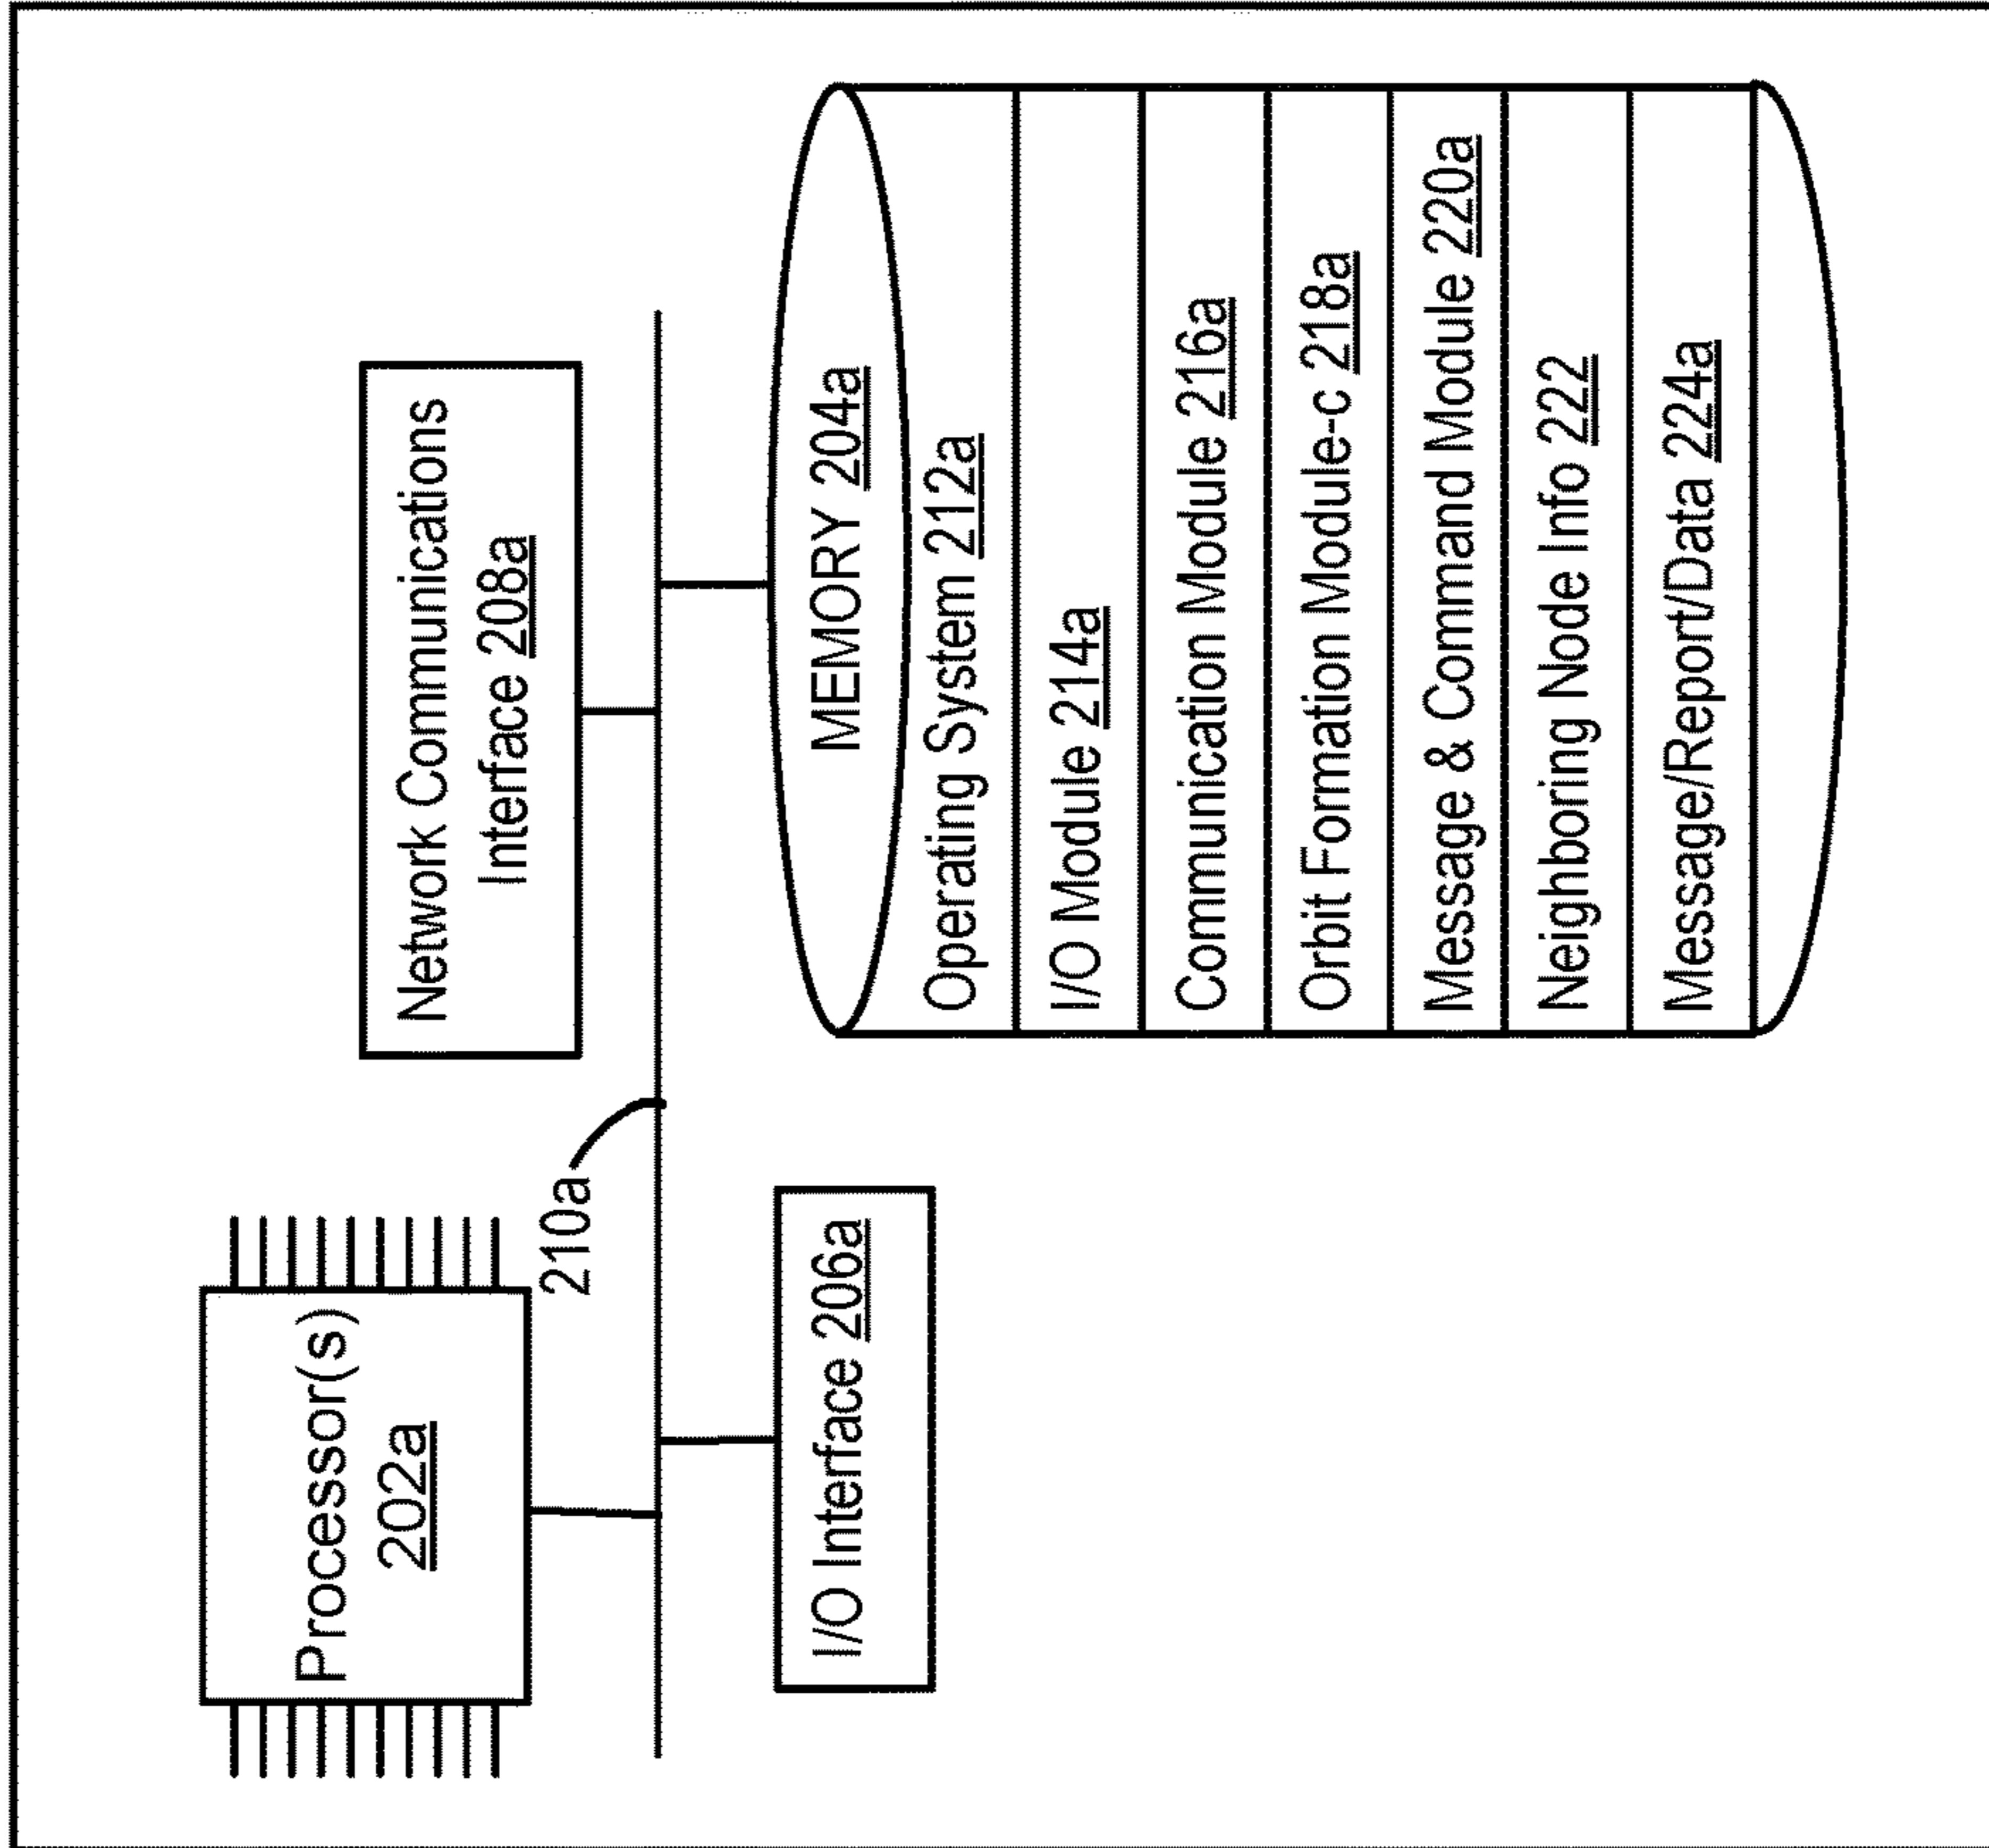 Processor(s)
202a
Network Communications
Interface 208a
210a
I/O Interface 206a
MEMORY 204a
Operating System 212a
I/O Module 214a
Communication Module 216a
Orbit Formation Module-c 218a
Message & Command Module 220a
Neighboring Node Info 222
Message/Report/Data 224a